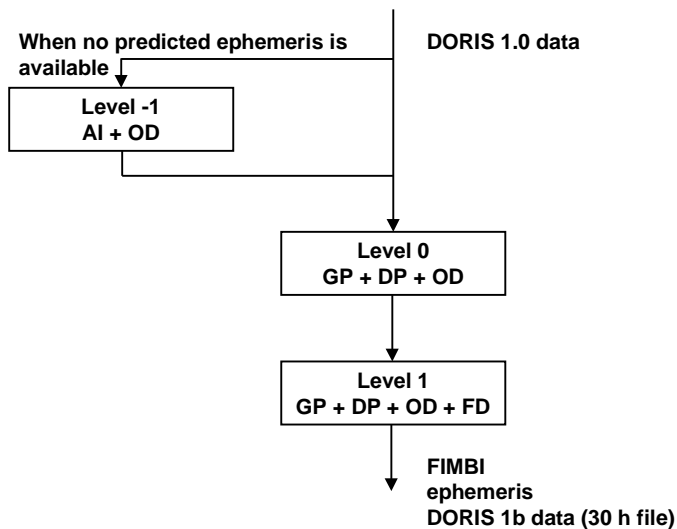 When no predicted ephemeris is
available
DORIS 1.0 data
Level -1
AI + OD
Level 0
GP + DP + OD
Level 1
GP + DP + OD + FD
FIMBI
ephemeris
DORIS 1b data (30 h file)